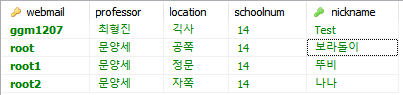 webmail professor location schoolnum nickname
ggm1207 최형진 긱사 14 Test
root 문양세 공쪽 14 보라돌이
root1 문양세 정문 14 뚜비
root2 문양세 자쪽 14 나나